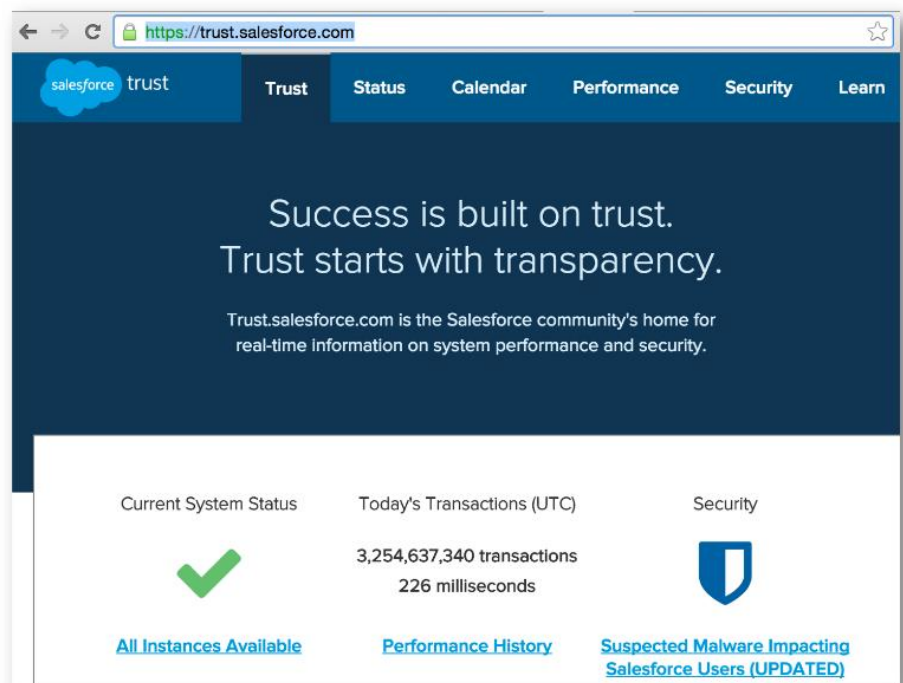 https://trust.salesforce.com
salesforce trust
Trust Status Calendar Performance Security Learn
Success is built on trust.
Trust starts with transparency.
Trust.salesforce.com is the Salesforce community's home for
real-time information on system performance and security.
Current System Status
Today's Transactions (UTC)
Security
3,254,637,340 transactions
226 milliseconds
All Instances Available
Performance History
Suspected Malware Impacting
Salesforce Users (UPDATED)